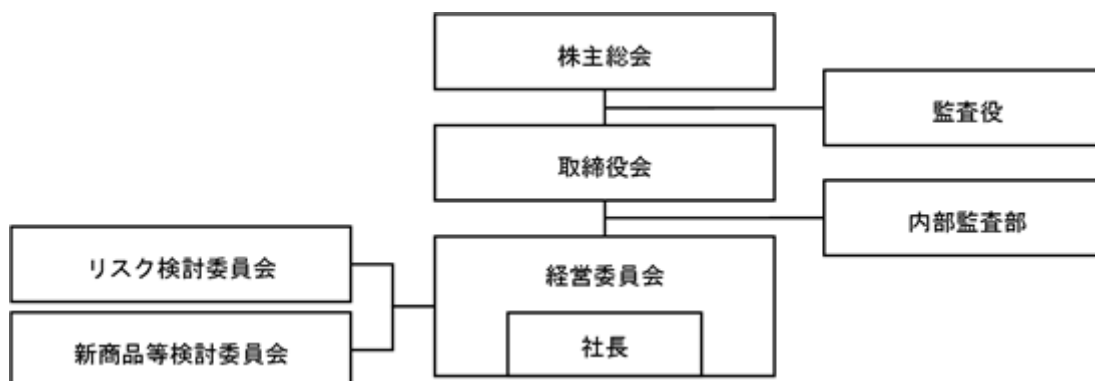 株主総会
監査役
取締役会
内部監査部
リスク検討委員会
経営委員会
新商品等検討委員会
社長